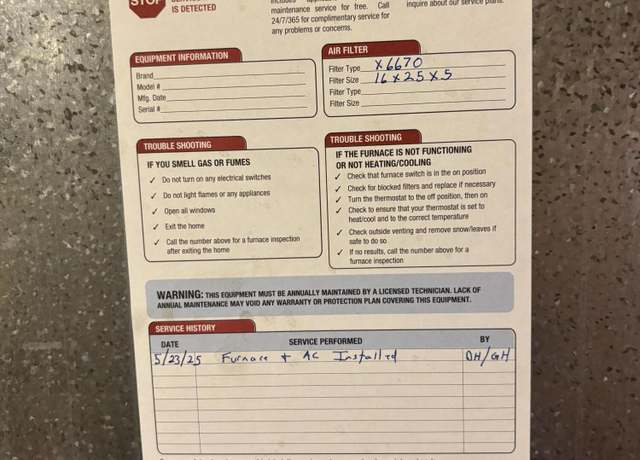 STOP
IS DETECTED
maintenance service for free. Call
24/7/365 for complimentary service for
any problems or concerns.
inquire about our service plans.
EQUIPMENT INFORMATION
Brand
Model #
Mfg. Date
Serial #
AIR FILTER
Filter Type X6670
Filter Size 16 x 25 x 5
Filter Type
Filter Size
TROUBLE SHOOTING
IF YOU SMELL GAS OR FUMES
✓ Do not turn on any electrical switches
✓ Do not light flames or any appliances
✓ Open all windows
✓ Exit the home
✓ Call the number above for a furnace inspection
after exiting the home
TROUBLE SHOOTING
IF THE FURNACE IS NOT FUNCTIONING
OR NOT HEATING/COOLING
✓ Check that furnace switch is in the on position
✓ Check for blocked filters and replace if necessary
✓ Turn the thermostat to the off position, then on
✓ Check to ensure that your thermostat is set to
heat/cool and to the correct temperature
✓ Check outside venting and remove snow/leaves if
safe to do so
✓ If no results, call the number above for a
furnace inspection
WARNING: THIS EQUIPMENT MUST BE ANNUALLY MAINTAINED BY A LICENSED TECHNICIAN. LACK OF
ANNUAL MAINTENANCE MAY VOID ANY WARRANTY OR PROTECTION PLAN COVERING THIS EQUIPMENT.
SERVICE HISTORY
DATE SERVICE PERFORMED BY
5/23/25 Furnace + AC Installed DH/GH